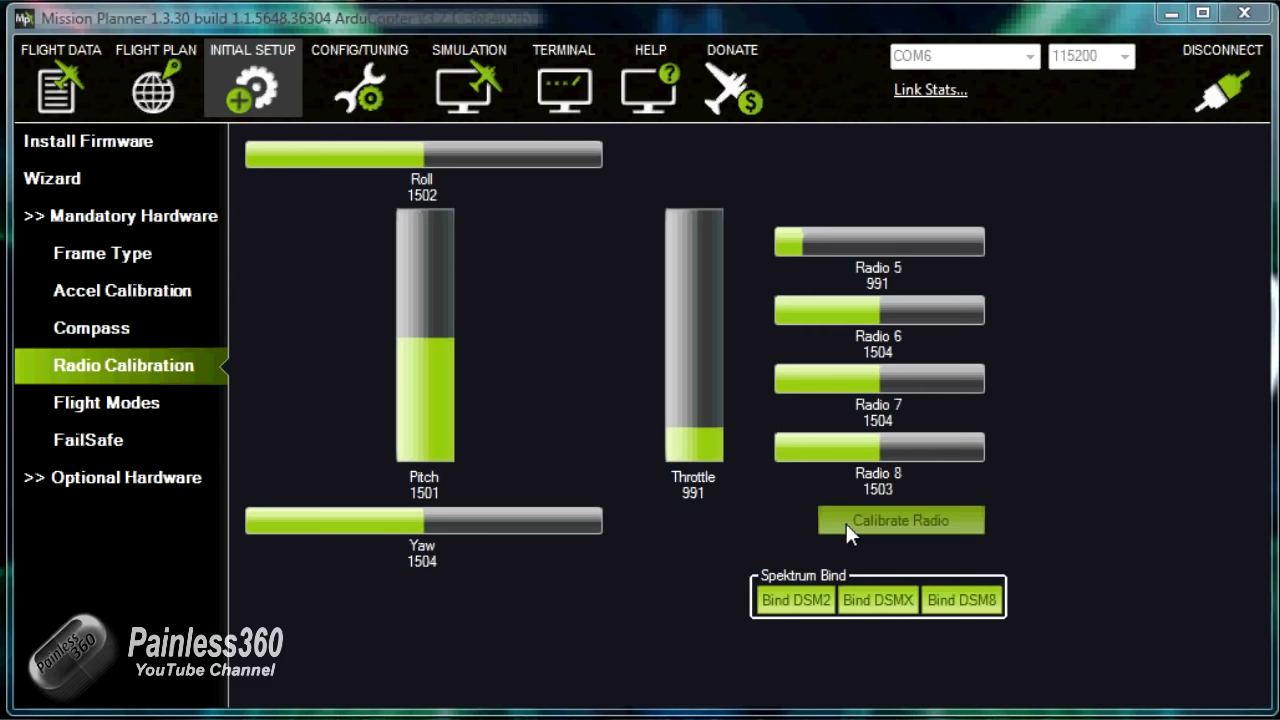 Mission Planner 1.3.30 build 1.1.5648.36304 ArduCopter
FLIGHT DATA FLIGHT PLAN INITIAL SETUP CONFIG/TUNING SIMULATION TERMINAL HELP DONATE
COM6 115200 DISCONNECT
Link Stats...
Install Firmware
Wizard
>> Mandatory Hardware
Frame Type
Accel Calibration
Compass
Radio Calibration
Flight Modes
FailSafe
>> Optional Hardware
Roll
1502
Pitch
1501
Throttle
991
Yaw
1504
Radio 5
991
Radio 6
1504
Radio 7
1504
Radio 8
1503
Calibrate Radio
Spektrum Bind
Bind DSM2 Bind DSMX Bind DSM8
Painless360
Painless360
YouTube Channel